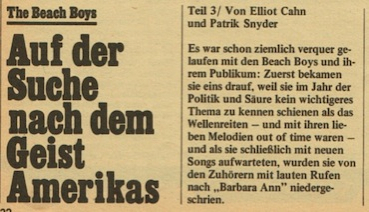 The Beach Boys
Auf der
Suche
nach dem
Geist
Amerikas
Teil 3/ Von Elliot Cahn
und Patrik Snyder
Es war schon ziemlich verquer ge-
laufen mit den Beach Boys und ih-
rem Publikum: Zuerst bekamen
sie eins drauf, weil sie im Jahr der
Politik und Säure kein wichtigeres
Thema zu kennen schienen als das
Wellenreiten — und mit ihren lie-
ben Melodien out of time waren —
und als sie schließlich mit neuen
Songs aufwarteten, wurden sie von
den Zuhörern mit lauten Rufen
nach „Barbara Ann” niederge-
schrien.